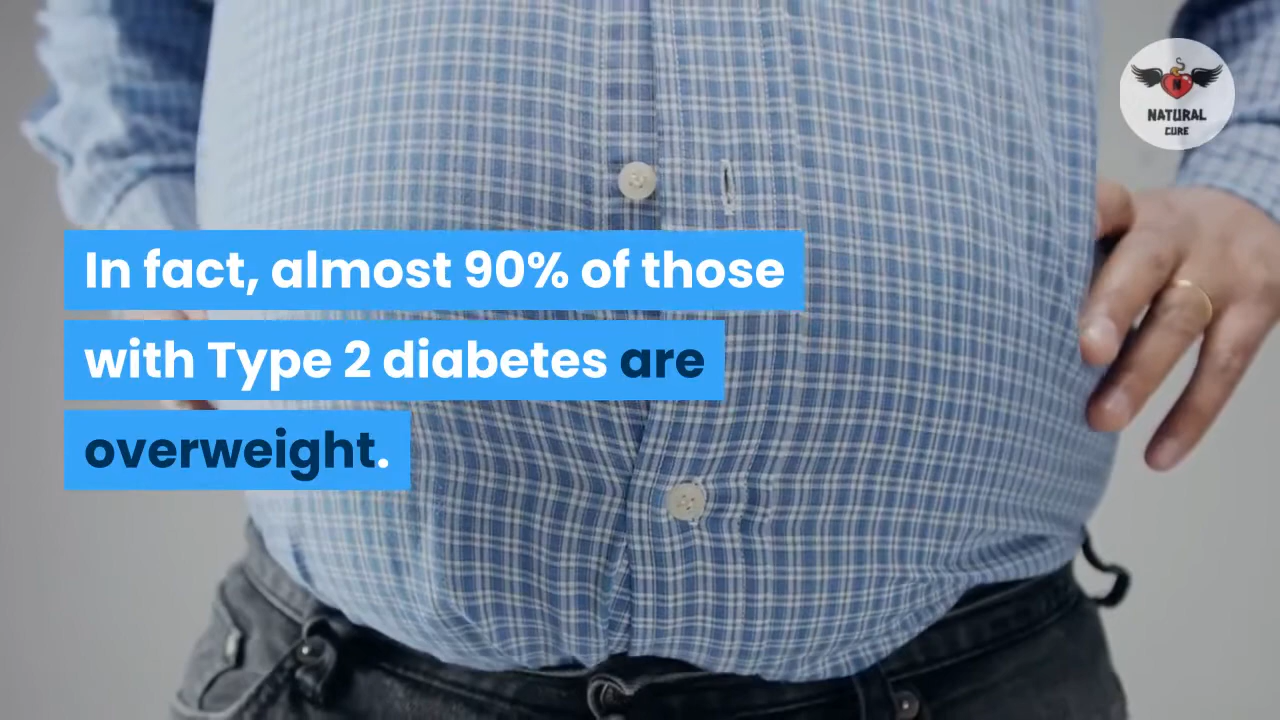 NATURAL
CURE
In fact, almost 90% of those
with Type 2 diabetes are
overweight.